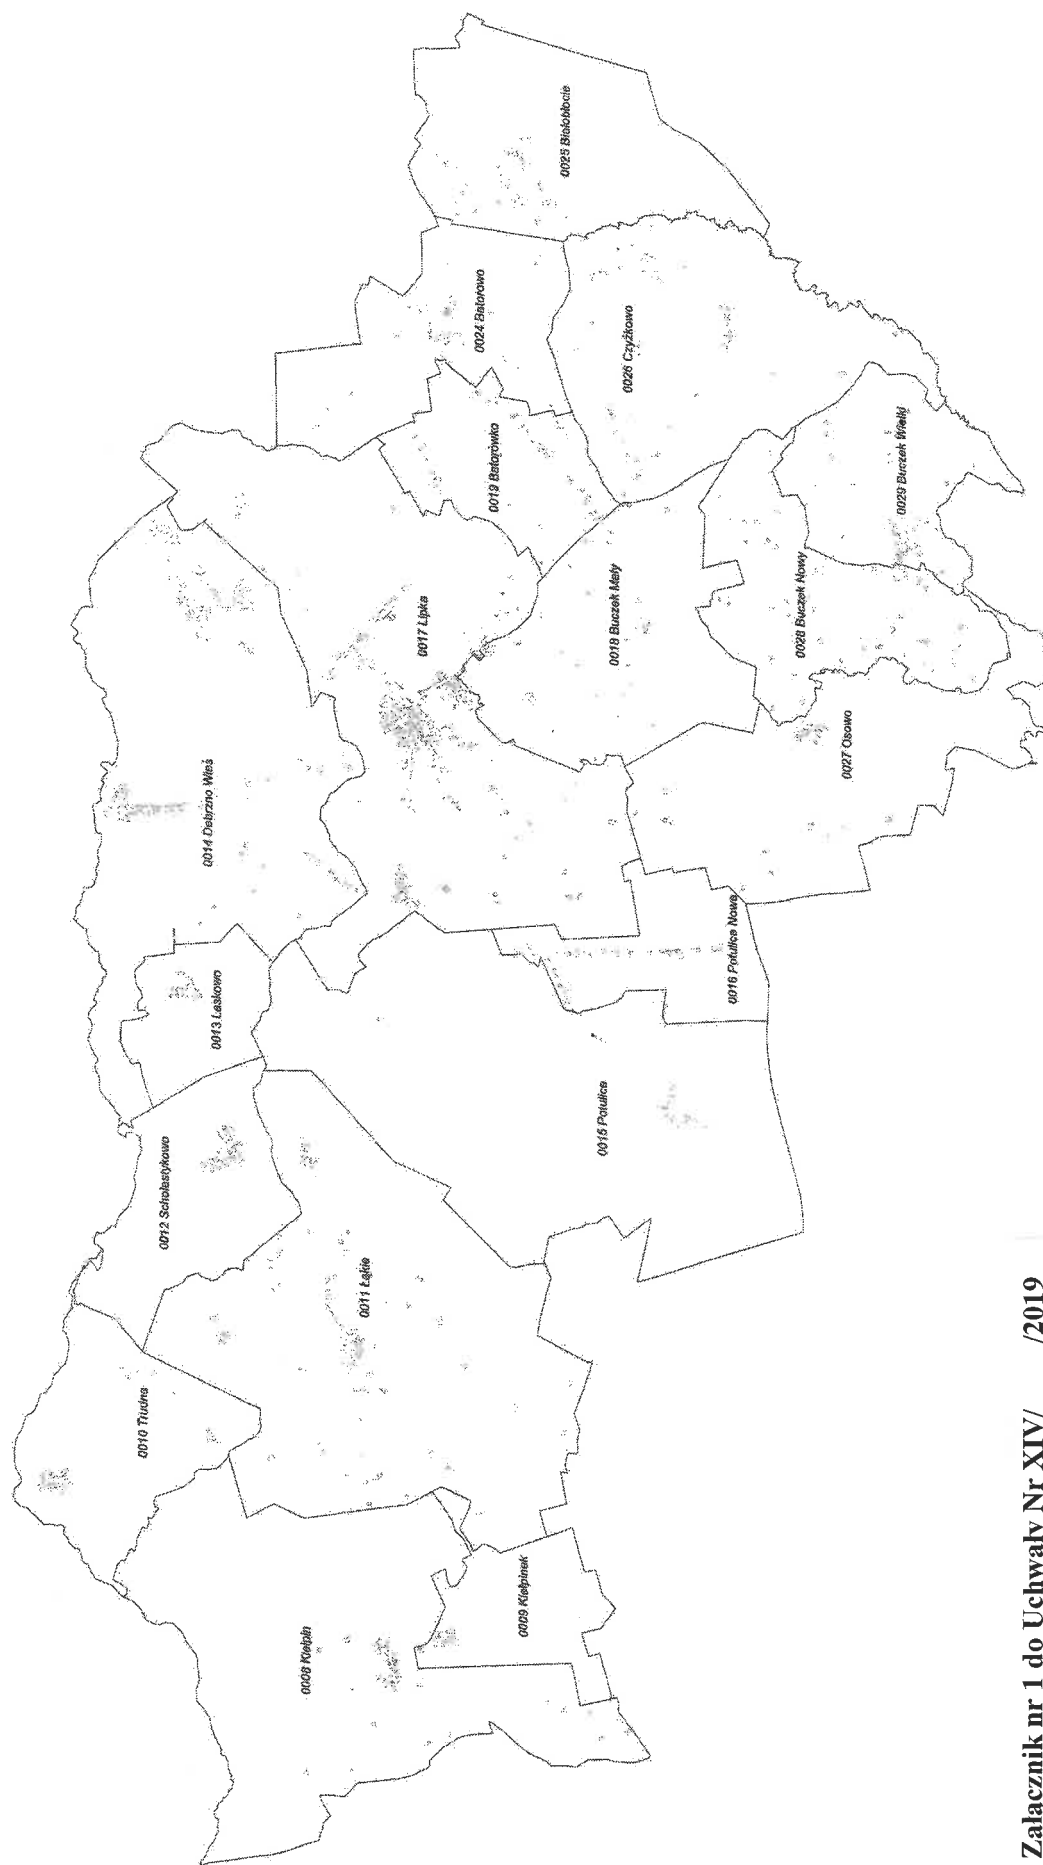 0008 Kiełpin
0009 Kiełpinek
0010 Trudna
0011 Łąkie
0012 Scholastykowo
0013 Łąskowo
0014 Debrzno Wieś
0015 Potulice
0016 Potulice Nowe
0017 Lipka
0018 Buczek Mały
0019 Batorówko
0024 Batorowo
0025 Białobłocie
0026 Czyżkowo
0027 Osowo
0028 Buczek Nowy
0029 Buczek Wielki
Załącznik nr 1 do Uchwały Nr XIV/ /2019